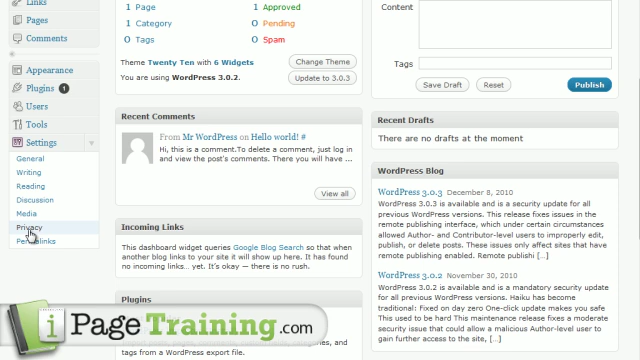 Links
Pages
Comments
Appearance
Plugins 1
Users
Tools
Settings
General
Writing
Reading
Discussion
Media
Privacy
Permalinks
1 Page 1 Approved
1 Category 0 Pending
0 Tags 0 Spam
Theme Twenty Ten with 6 Widgets Change Theme
You are using WordPress 3.0.2. Update to 3.0.3
Recent Comments
From Mr WordPress on Hello world! #
Hi, this is a comment.To delete a comment, just log in
and view the post's comments. There you will have ...
View all
Incoming Links
This dashboard widget queries Google Blog Search so that when
another blog links to your site it will show up here. It has found
no incoming links… yet. It's okay — there is no rush.
Plugins
tags from a WordPress export file.
Content
Tags
Save Draft Reset Publish
Recent Drafts
There are no drafts at the moment
WordPress Blog
WordPress 3.0.3 December 8, 2010
WordPress 3.0.3 is available and is a security update for all
previous WordPress versions. This release fixes issues in the
remote publishing interface, which under certain circumstances
allowed Author- and Contributor-level users to improperly edit,
publish, or delete posts. These issues only affect sites that have
remote publishing enabled. Remote publishi […]
WordPress 3.0.2 November 30, 2010
WordPress 3.0.2 is available and is a mandatory security update
for all previous WordPress versions. Haiku has become
traditional: Fixed on day zero One-click update makes you safe
This used to be hard This maintenance release fixes a moderate
security issue that could allow a malicious Author-level user to
gain further access to the site, […]
i PageTraining.com